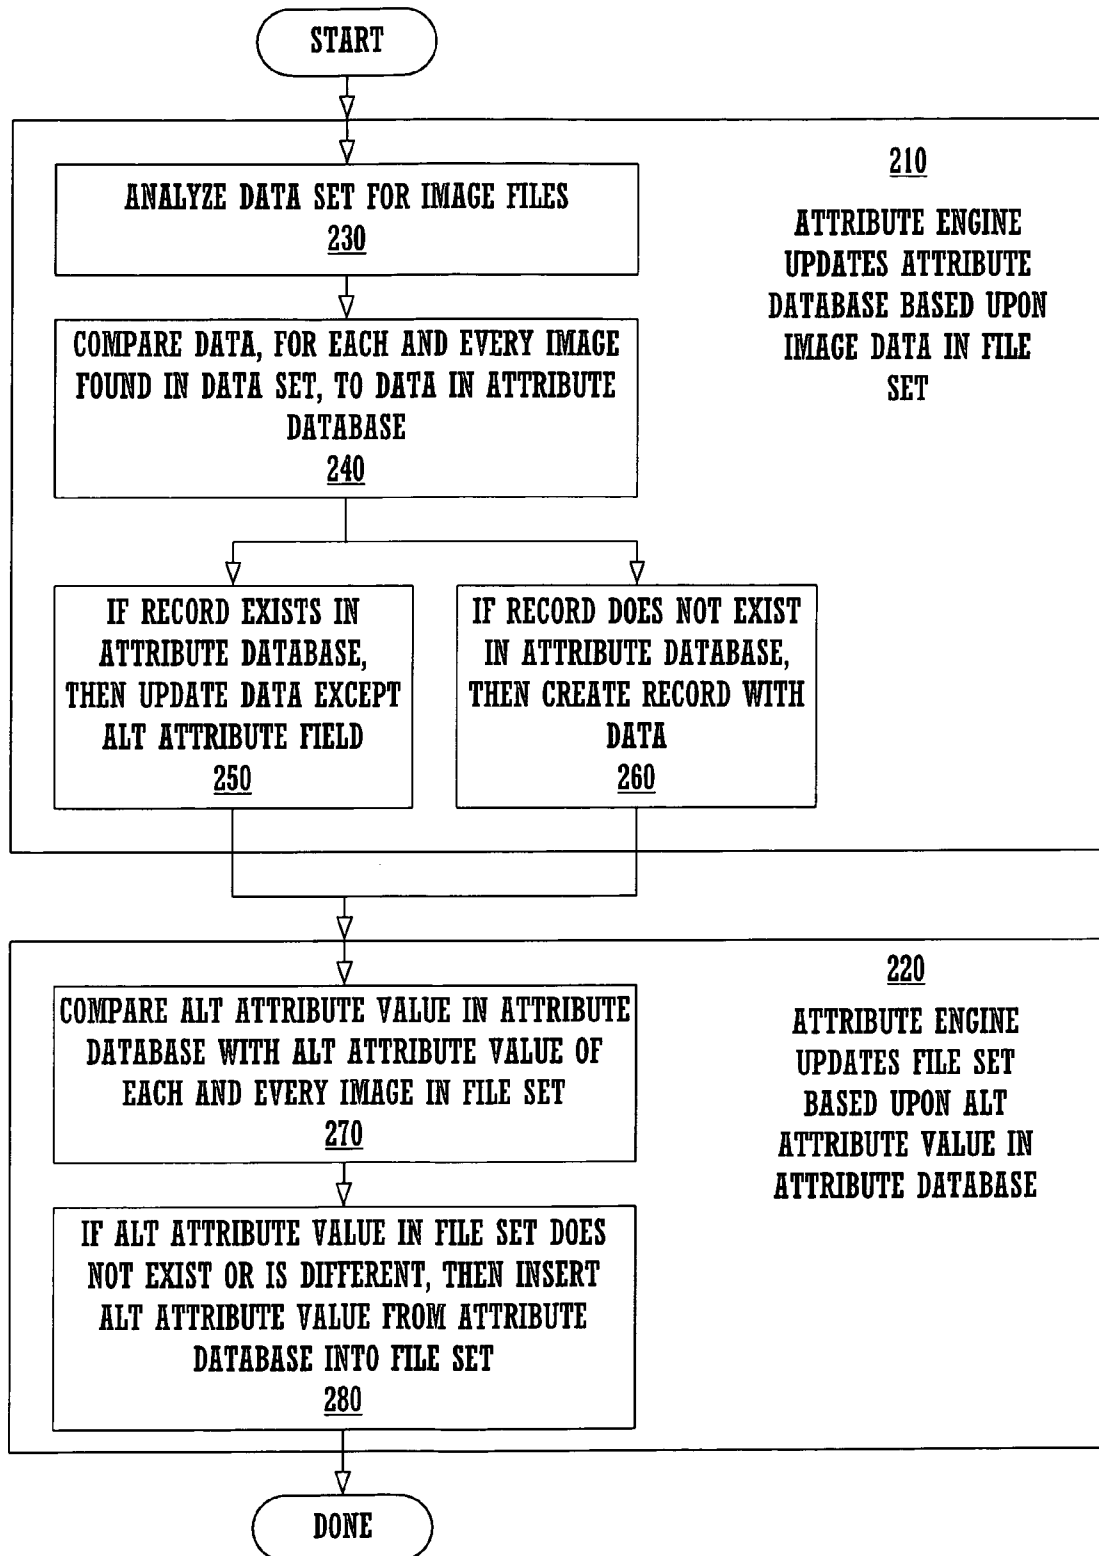 START
ANALYZE DATA SET FOR IMAGE FILES
230
COMPARE DATA, FOR EACH AND EVERY IMAGE
FOUND IN DATA SET, TO DATA IN ATTRIBUTE
DATABASE
240
IF RECORD EXISTS IN
ATTRIBUTE DATABASE,
THEN UPDATE DATA EXCEPT
ALT ATTRIBUTE FIELD
250
IF RECORD DOES NOT EXIST
IN ATTRIBUTE DATABASE,
THEN CREATE RECORD WITH
DATA
260
210
ATTRIBUTE ENGINE
UPDATES ATTRIBUTE
DATABASE BASED UPON
IMAGE DATA IN FILE
SET
COMPARE ALT ATTRIBUTE VALUE IN ATTRIBUTE
DATABASE WITH ALT ATTRIBUTE VALUE OF
EACH AND EVERY IMAGE IN FILE SET
270
IF ALT ATTRIBUTE VALUE IN FILE SET DOES
NOT EXIST OR IS DIFFERENT, THEN INSERT
ALT ATTRIBUTE VALUE FROM ATTRIBUTE
DATABASE INTO FILE SET
280
220
ATTRIBUTE ENGINE
UPDATES FILE SET
BASED UPON ALT
ATTRIBUTE VALUE IN
ATTRIBUTE DATABASE
DONE